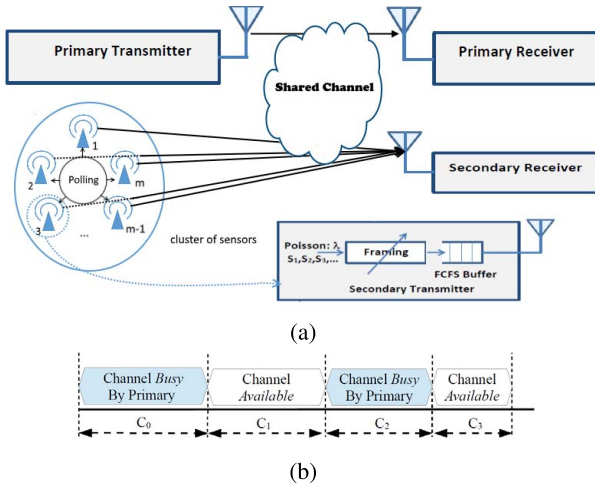 Primary Transmitter
Primary Receiver
Shared Channel
1
2
Polling
m
3
...
m-1
cluster of sensors
Secondary Receiver
Poisson: λ
S₁,S₂,S₃,...
Framing
FCFS Buffer
Secondary Transmitter
(a)
Channel Busy
By Primary
Channel
Available
Channel Busy
By Primary
Channel
Available
C₀
C₁
C₂
C₃
(b)